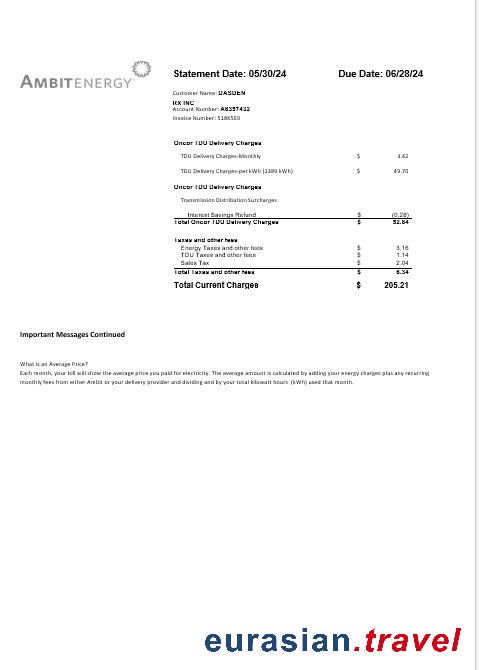 AMBITENERGY
Statement Date: 05/30/24 Due Date: 06/28/24
Customer Name: DASDEN
RX INC
Account Number: A6357432
Invoice Number: 518K5E9
Oncor TDU Delivery Charges
TDU Delivery Charges-Monthly $ 3.42
TDU Delivery Charges-per kWh (1389 kWh) $ 49.70
Oncor TDU Delivery Charges
Transmission Distribution Surcharges
Interest Savings Refund $ (0.28)
Total Oncor TDU Delivery Charges $ 52.84
Taxes and other fees
Energy Taxes and other fees $ 3.16
TDU Taxes and other fees $ 1.14
Sales Tax $ 2.04
Total Taxes and other fees $ 6.34
Total Current Charges $ 205.21
Important Messages Continued
What is an Average Price?
Each month, your bill will show the average price you paid for electricity. The average amount is calculated by adding your energy charges plus any recurring
monthly fees from either Ambit or your delivery provider and dividing and by your total kilowatt hours (kWh) used that month.
eurasian.travel